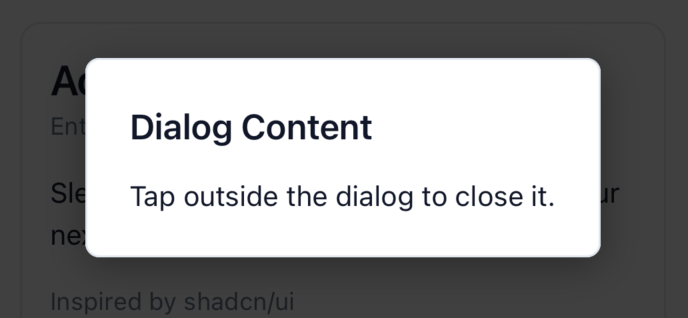 Dialog Content
Tap outside the dialog to close it.
Inspired by shadcn/ui